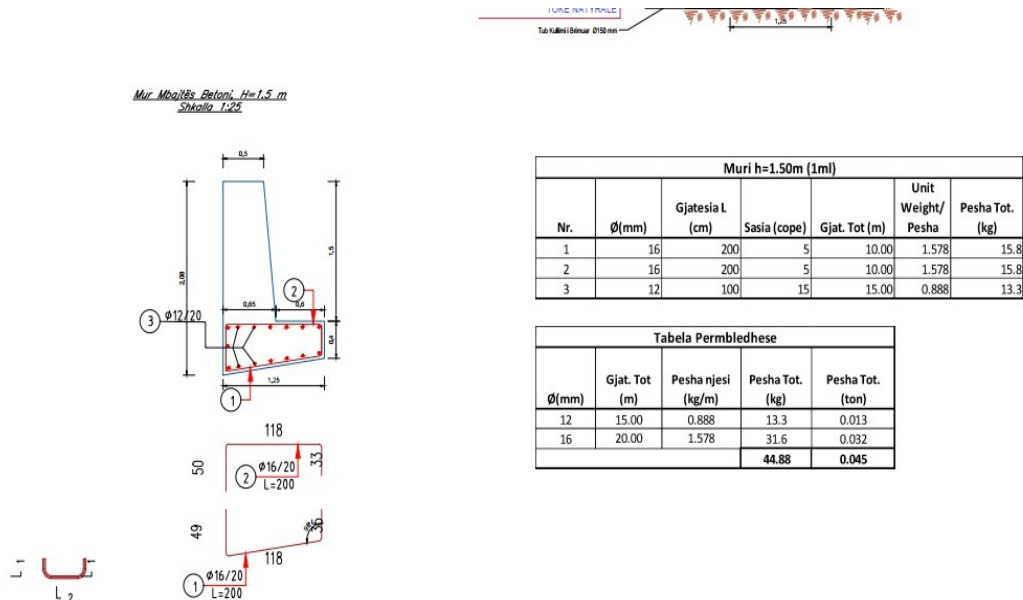 TOKE NATYRALE
Tub Kullimi i Brimuar Ø150 mm
1,25
Mur Mbajtës Betoni, H=1.5 m
Shkalla 1:25
0,5
2,00
1,5
0,65
0,6
0,4
1,25
3 Ø12/20
2
1
118
50
33
2 Ø16/20
L=200
49
36
118
1 Ø16/20
L=200
L 1
L 2
L 1
Muri h=1.50m (1ml)
Nr. Ø(mm) Gjatesia L (cm) Sasia (cope) Gjat. Tot (m) Unit Weight/ Pesha Pesha Tot. (kg)
1 16 200 5 10.00 1.578 15.8
2 16 200 5 10.00 1.578 15.8
3 12 100 15 15.00 0.888 13.3
Tabela Permbledhese
Ø(mm) Gjat. Tot (m) Pesha njesi (kg/m) Pesha Tot. (kg) Pesha Tot. (ton)
12 15.00 0.888 13.3 0.013
16 20.00 1.578 31.6 0.032
44.88 0.045